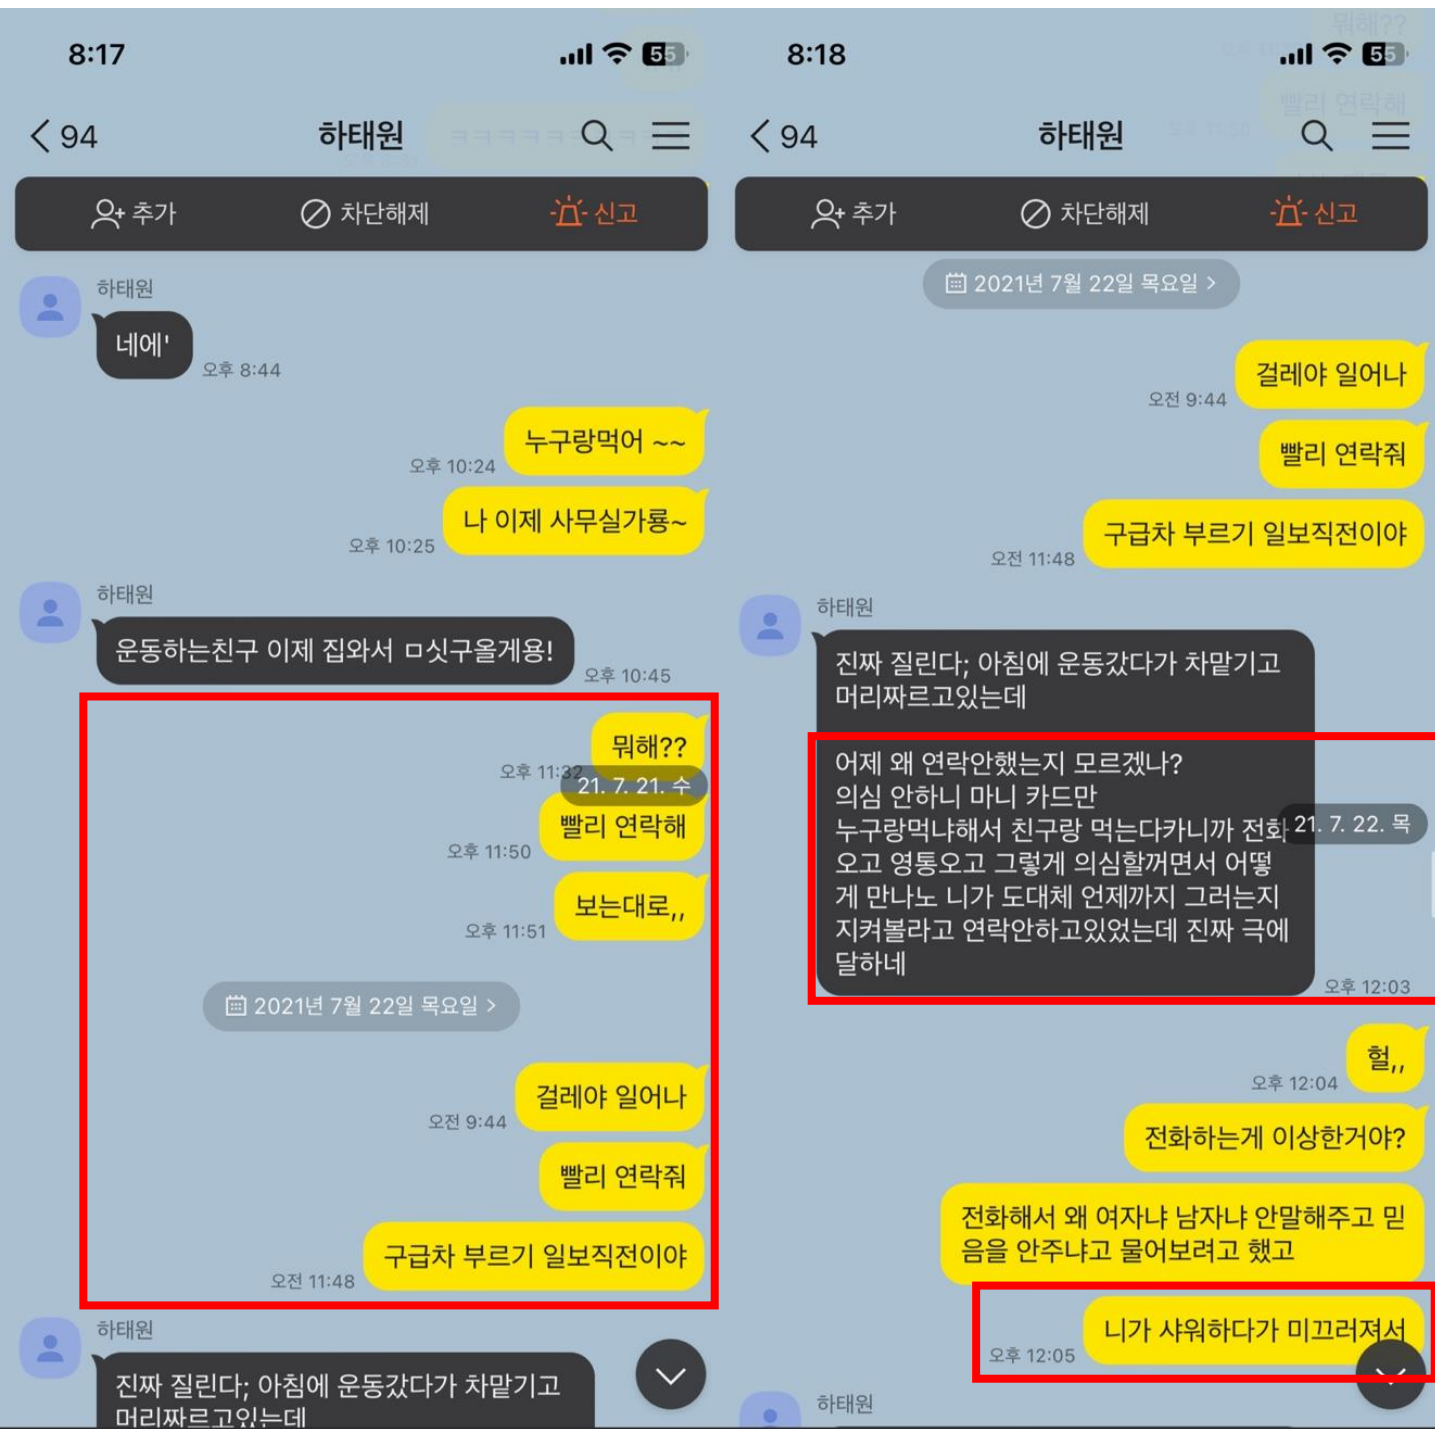 8:17
55
94
하태원
추가
차단해제
신고
하태원
네에'
오후 8:44
누구랑먹어 ~~
오후 10:24
나 이제 사무실가룡~
오후 10:25
하태원
운동하는친구 이제 집와서 ㅁ싯구올게용!
오후 10:45
뭐해??
오후 11:32
21. 7. 21. 수
빨리 연락해
오후 11:50
보는대로,,
오후 11:51
2021년 7월 22일 목요일 >
걸레야 일어나
오전 9:44
빨리 연락줘
구급차 부르기 일보직전이야
오전 11:48
하태원
진짜 질린다; 아침에 운동갔다가 차맡기고
머리짜르고있는데
8:18
55
뭐해??
빨리 연락해
94
하태원
추가
차단해제
신고
2021년 7월 22일 목요일 >
걸레야 일어나
오전 9:44
빨리 연락줘
구급차 부르기 일보직전이야
오전 11:48
하태원
진짜 질린다; 아침에 운동갔다가 차맡기고
머리짜르고있는데
어제 왜 연락안했는지 모르겠나?
의심 안하니 마니 카드만
누구랑먹냐해서 친구랑 먹는다카니까 전화
21. 7. 22. 목
오고 영통오고 그렇게 의심할꺼면서 어떻
게 만나노 니가 도대체 언제까지 그러는지
지켜볼라고 연락안하고있었는데 진짜 극에
달하네
오후 12:03
헐,,
오후 12:04
전화하는게 이상한거야?
전화해서 왜 여자냐 남자냐 안말해주고 믿
음을 안주냐고 물어보려고 했고
니가 샤워하다가 미끄러져서
오후 12:05
하태원